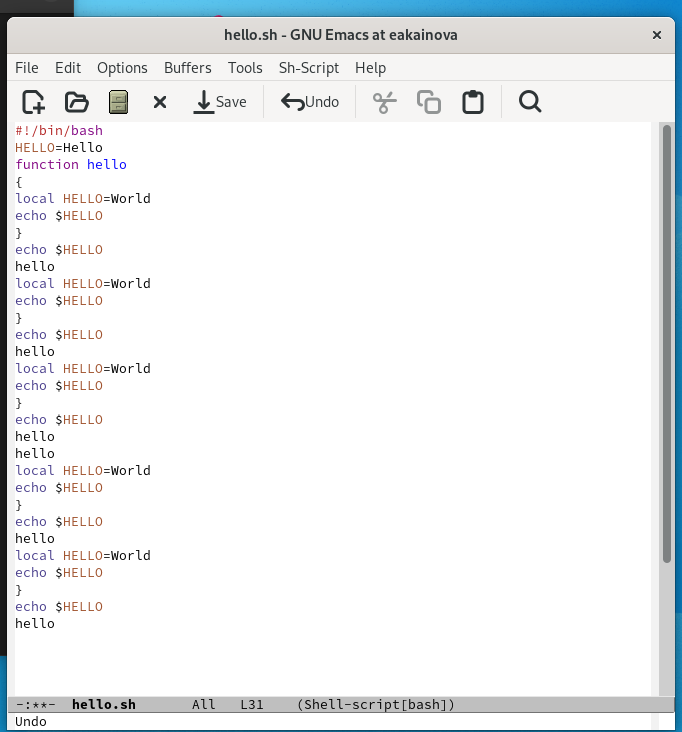 hello.sh - GNU Emacs at eakainova
×
File Edit Options Buffers Tools Sh-Script Help
Save Undo
#!/bin/bash
HELLO=Hello
function hello
{
local HELLO=World
echo $HELLO
}
echo $HELLO
hello
local HELLO=World
echo $HELLO
}
echo $HELLO
hello
local HELLO=World
echo $HELLO
}
echo $HELLO
hello
hello
local HELLO=World
echo $HELLO
}
echo $HELLO
hello
local HELLO=World
echo $HELLO
}
echo $HELLO
hello
-:**- hello.sh All L31 (Shell-script[bash])
Undo